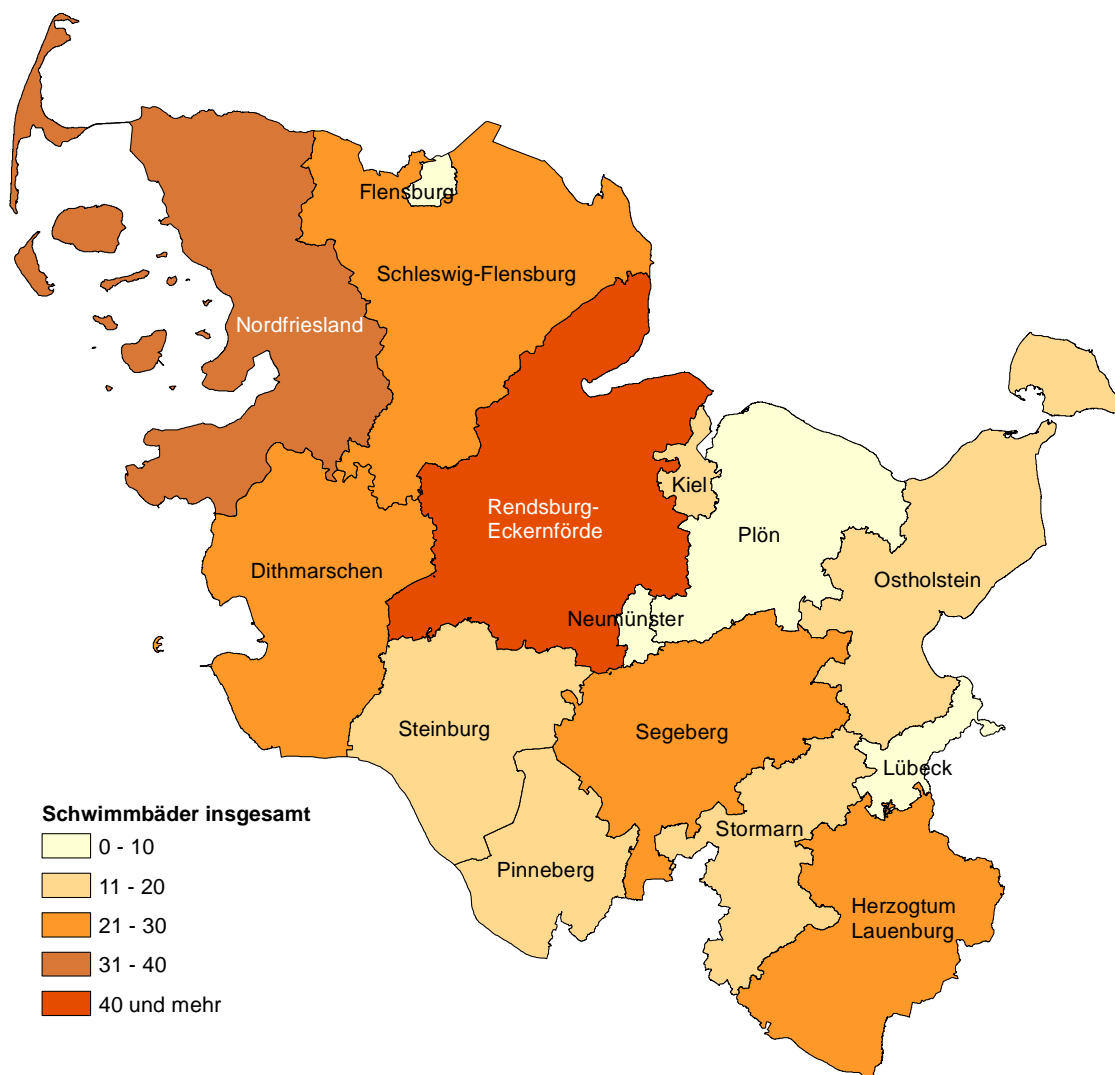 Flensburg
Schleswig-Flensburg
Nordfriesland
Kiel
Rendsburg-
Eckernförde
Plön
Ostholstein
Dithmarschen
Neumünster
Steinburg
Segeberg
Lübeck
Stormarn
Pinneberg
Herzogtum
Lauenburg
Schwimmbäder insgesamt
0 - 10
11 - 20
21 - 30
31 - 40
40 und mehr